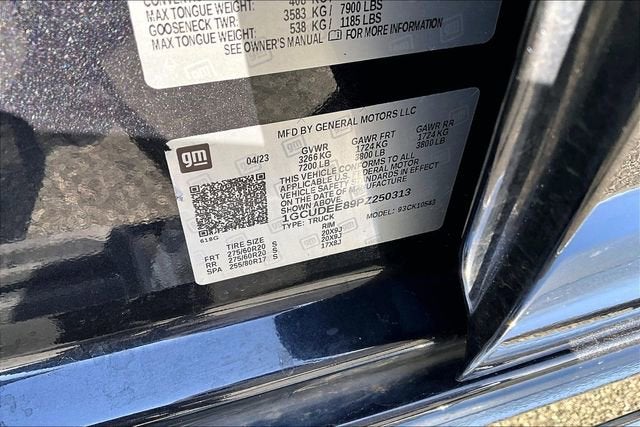 MAX TONGUE WEIGHT: 3583 KG / 7900 LBS
GOOSENECK TWR: 538 KG / 1185 LBS
MAX TONGUE WEIGHT:
SEE OWNER'S MANUAL FOR MORE INFORMATION
MFD BY GENERAL MOTORS LLC
gm
04/23
GVWR GAWR FRT GAWR RR
3266 KG 1724 KG 1724 KG
7200 LB 3800 LB 3800 LB
THIS VEHICLE CONFORMS TO ALL
APPLICABLE U.S. FEDERAL MOTOR
VEHICLE SAFETY STANDARDS IN EFFECT
ON THE DATE OF MANUFACTURE
1GCUDEE89PZ250313
TYPE: TRUCK MODEL: 93CK10543
618G
TIRE SIZE RIM
FRT 275/60R20 S 20X9J
RR 275/60R20 S 20X9J
SPA 255/80R17 S 17X8J